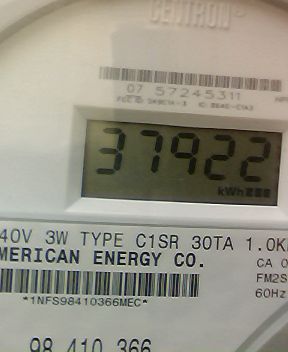 CENTRON
07 57245311
37922
kWh
40V 3W TYPE C1SR 30TA 1.0K
MERICAN ENERGY CO.
CA 0
FM2S
60Hz
*1NFS98410366MEC*
98 410 366